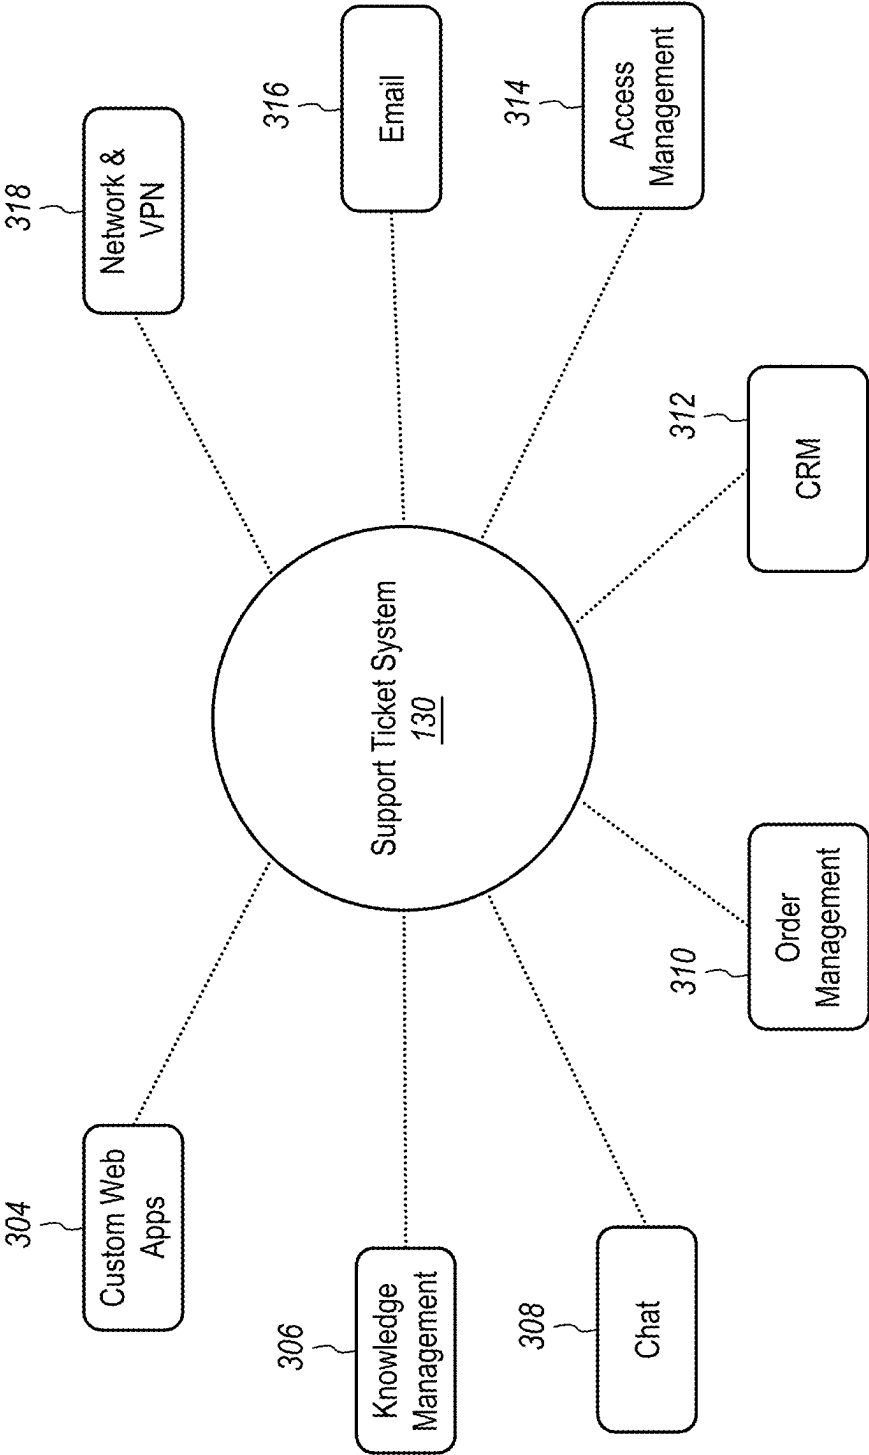 304
Custom Web
Apps
318
Network &
VPN
306
Knowledge
Management
Support Ticket System
130
316
Email
308
Chat
314
Access
Management
310
Order
Management
312
CRM